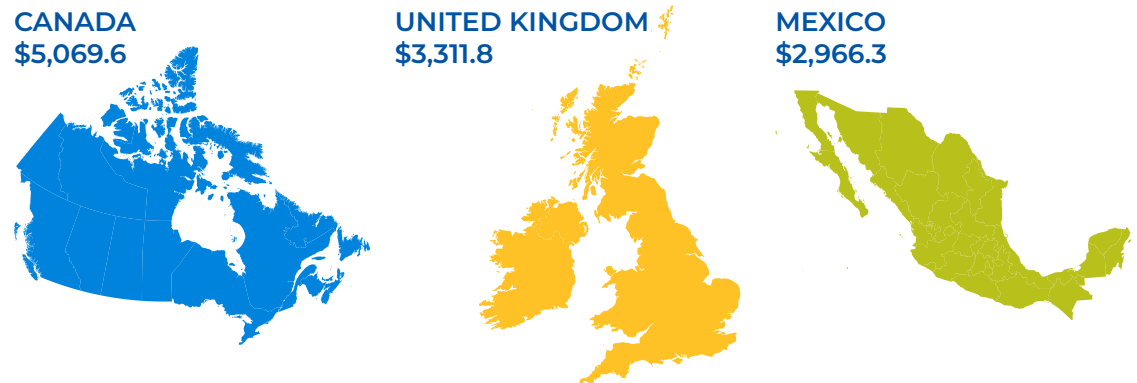 CANADA
$5,069.6
UNITED KINGDOM
$3,311.8
MEXICO
$2,966.3